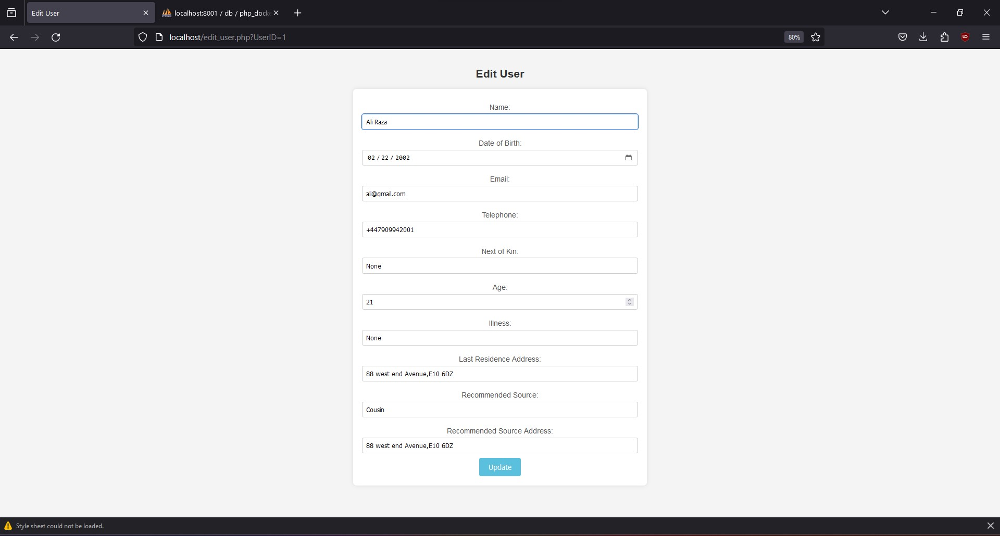 Edit User
localhost:8001 / db / php_docke
localhost/edit_user.php?UserID=1
80%
Edit User
Name:
Ali Raza
Date of Birth:
02 / 22 / 2002
Email:
ali@gmail.com
Telephone:
+447909942001
Next of Kin:
None
Age:
21
Illness:
None
Last Residence Address:
88 west end Avenue,E10 6DZ
Recommended Source:
Cousin
Recommended Source Address:
88 west end Avenue,E10 6DZ
Update
Style sheet could not be loaded.